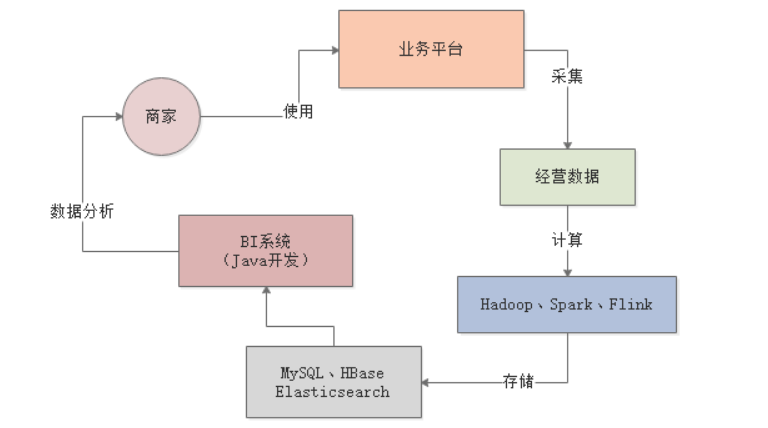 业务平台
采集
商家
使用
经营数据
数据分析
计算
BI系统
（Java开发）
Hadoop、Spark、Flink
MySQL、HBase
Elasticsearch
存储